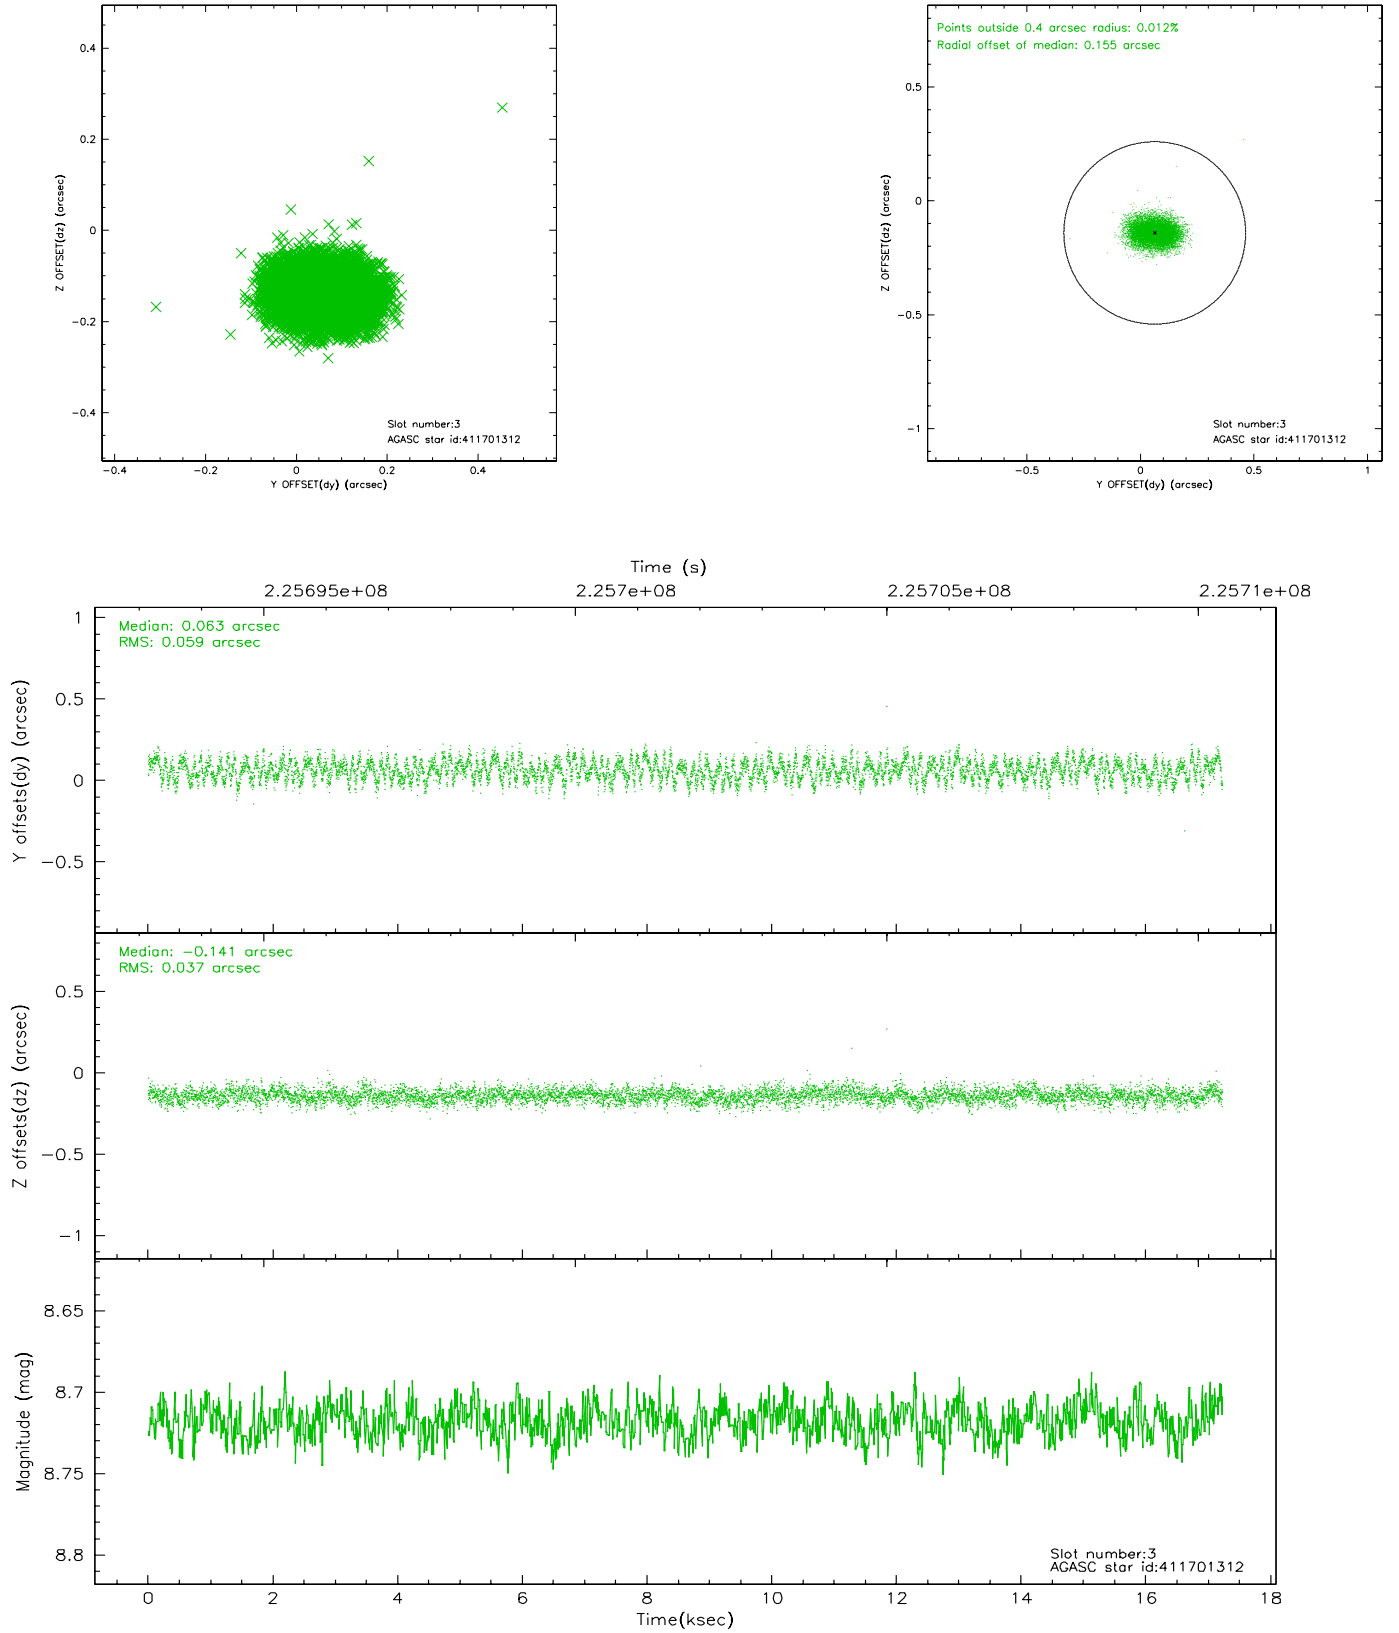 0.4
0.2
0
−0.2
−0.4
Z OFFSET(dz) (arcsec)
Slot number:3
AGASC star id:411701312
−0.4 −0.2 0 0.2 0.4
Y OFFSET(dy) (arcsec)
Points outside 0.4 arcsec radius: 0.012%
Radial offset of median: 0.155 arcsec
0.5
0
−0.5
−1
Z OFFSET(dz) (arcsec)
Slot number:3
AGASC star id:411701312
−0.5 0 0.5 1
Y OFFSET(dy) (arcsec)
Time (s)
2.25695e+08 2.257e+08 2.25705e+08 2.2571e+08
Median: 0.063 arcsec
RMS: 0.059 arcsec
1
0.5
0
−0.5
Y offsets(dy) (arcsec)
Median: −0.141 arcsec
RMS: 0.037 arcsec
0.5
0
−0.5
−1
Z offsets(dz) (arcsec)
8.65
8.7
8.75
8.8
Magnitude (mag)
Slot number:3
AGASC star id:411701312
0 2 4 6 8 10 12 14 16 18
Time(ksec)